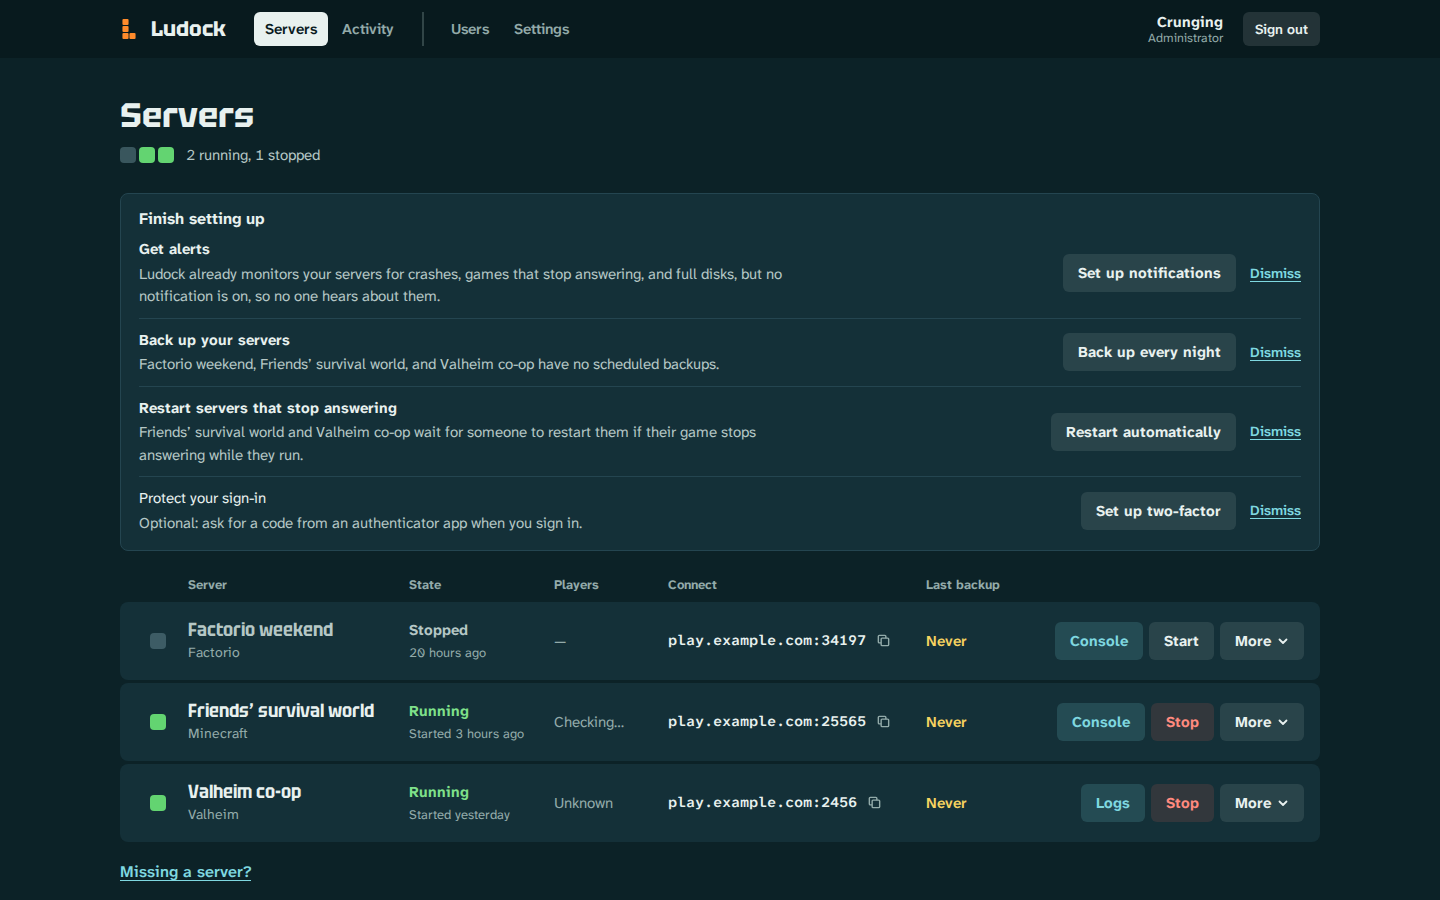 Ludock
Servers
Activity
Users
Settings
Crunging
Administrator
Sign out
Servers
2 running, 1 stopped
Finish setting up
Get alerts
Ludock already monitors your servers for crashes, games that stop answering, and full disks, but no
notification is on, so no one hears about them.
Set up notifications
Dismiss
Back up your servers
Factorio weekend, Friends’ survival world, and Valheim co-op have no scheduled backups.
Back up every night
Dismiss
Restart servers that stop answering
Friends’ survival world and Valheim co-op wait for someone to restart them if their game stops
answering while they run.
Restart automatically
Dismiss
Protect your sign-in
Optional: ask for a code from an authenticator app when you sign in.
Set up two-factor
Dismiss
Server State Players Connect Last backup
Factorio weekend
Factorio
Stopped
20 hours ago
—
play.example.com:34197
Never
Console
Start
More
Friends’ survival world
Minecraft
Running
Started 3 hours ago
Checking…
play.example.com:25565
Never
Console
Stop
More
Valheim co-op
Valheim
Running
Started yesterday
Unknown
play.example.com:2456
Never
Logs
Stop
More
Missing a server?